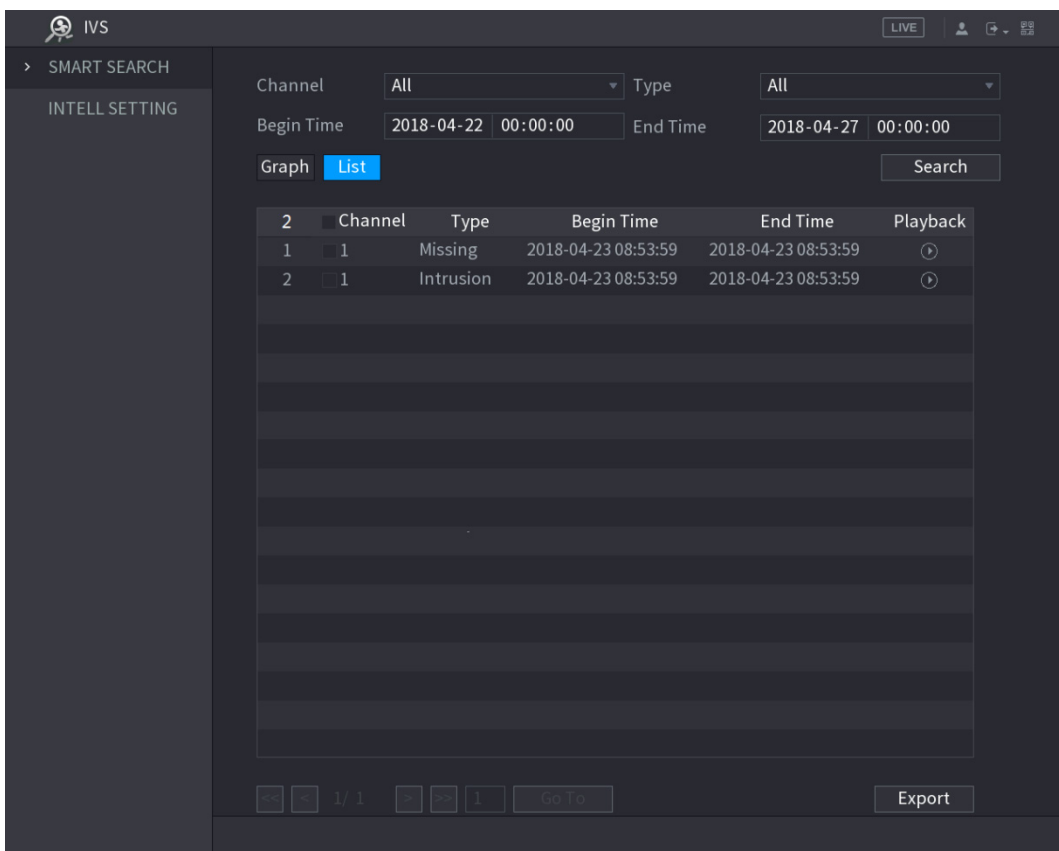 IVS LIVE
SMART SEARCH
INTELL SETTING
Channel All Type All
Begin Time 2018-04-22 00:00:00 End Time 2018-04-27 00:00:00
Graph List Search
2 Channel Type Begin Time End Time Playback
1 1 Missing 2018-04-23 08:53:59 2018-04-23 08:53:59
2 1 Intrusion 2018-04-23 08:53:59 2018-04-23 08:53:59
<< < 1/ 1 > >> 1 Go To Export